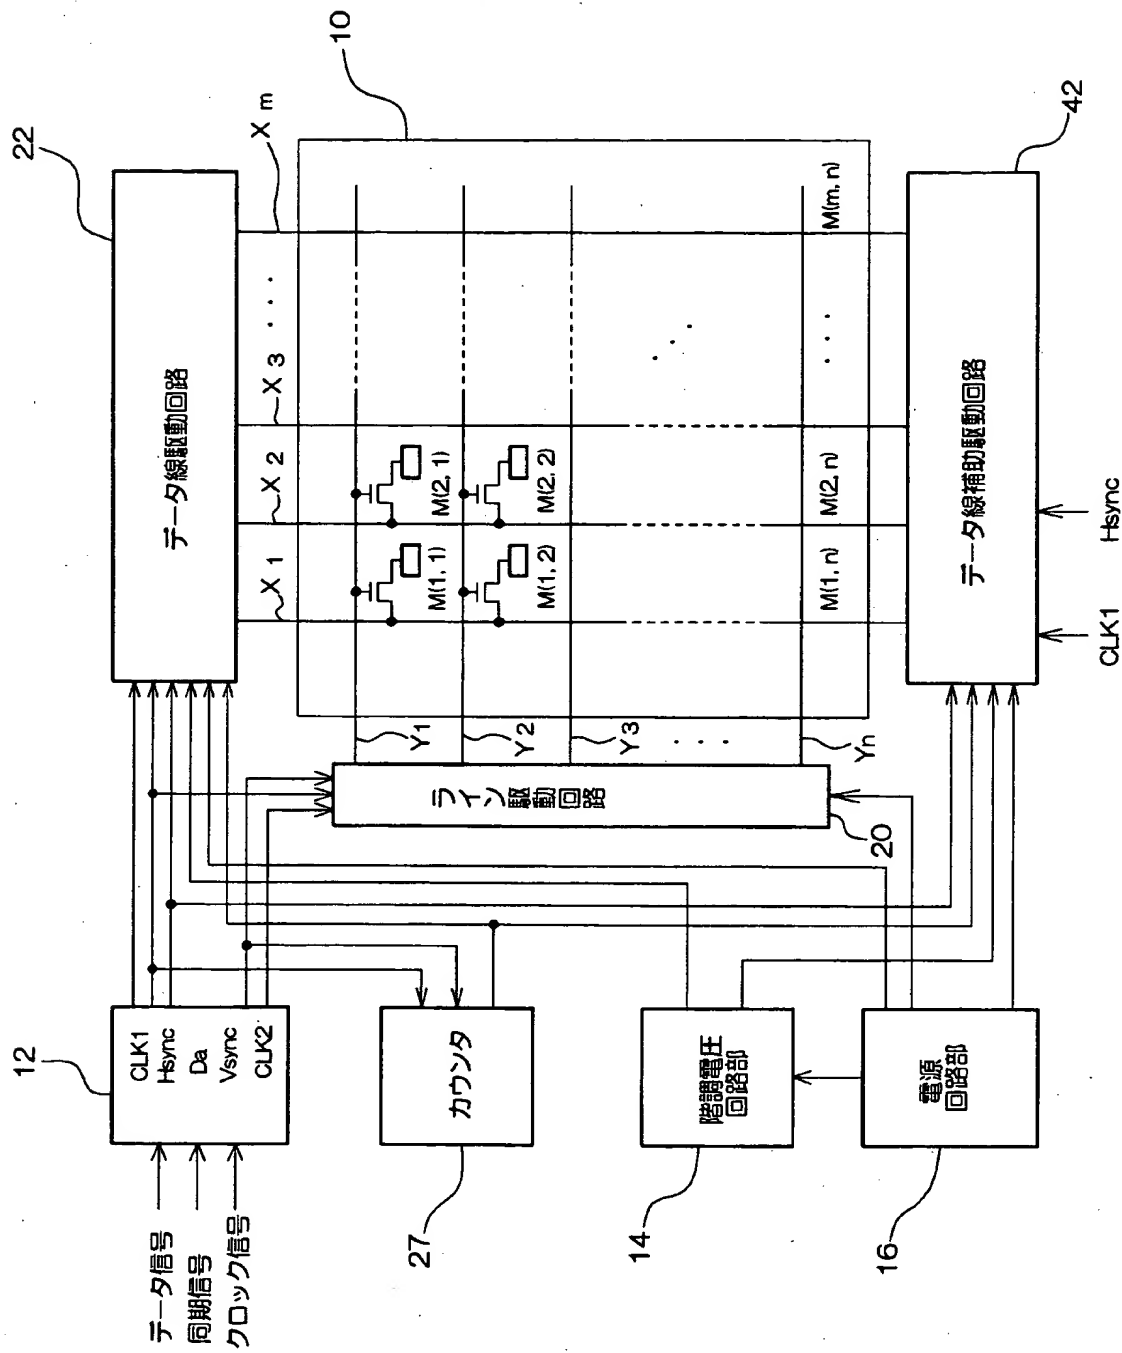 データ信号
同期信号
クロック信号
12
CLK1
Hsync
Da
Vsync
CLK2
22
データ線駆動回路
X1
X2
X3
. . .
Xm
10
27
カウンタ
ライン駆動回路
20
Y1
Y2
Y3
. . .
Yn
M(1, 1)
M(2, 1)
M(1, 2)
M(2, 2)
M(1, n)
M(2, n)
. . .
M(m, n)
14
階調電圧
回路部
16
電源
回路部
データ線補助駆動回路
42
CLK1
Hsync